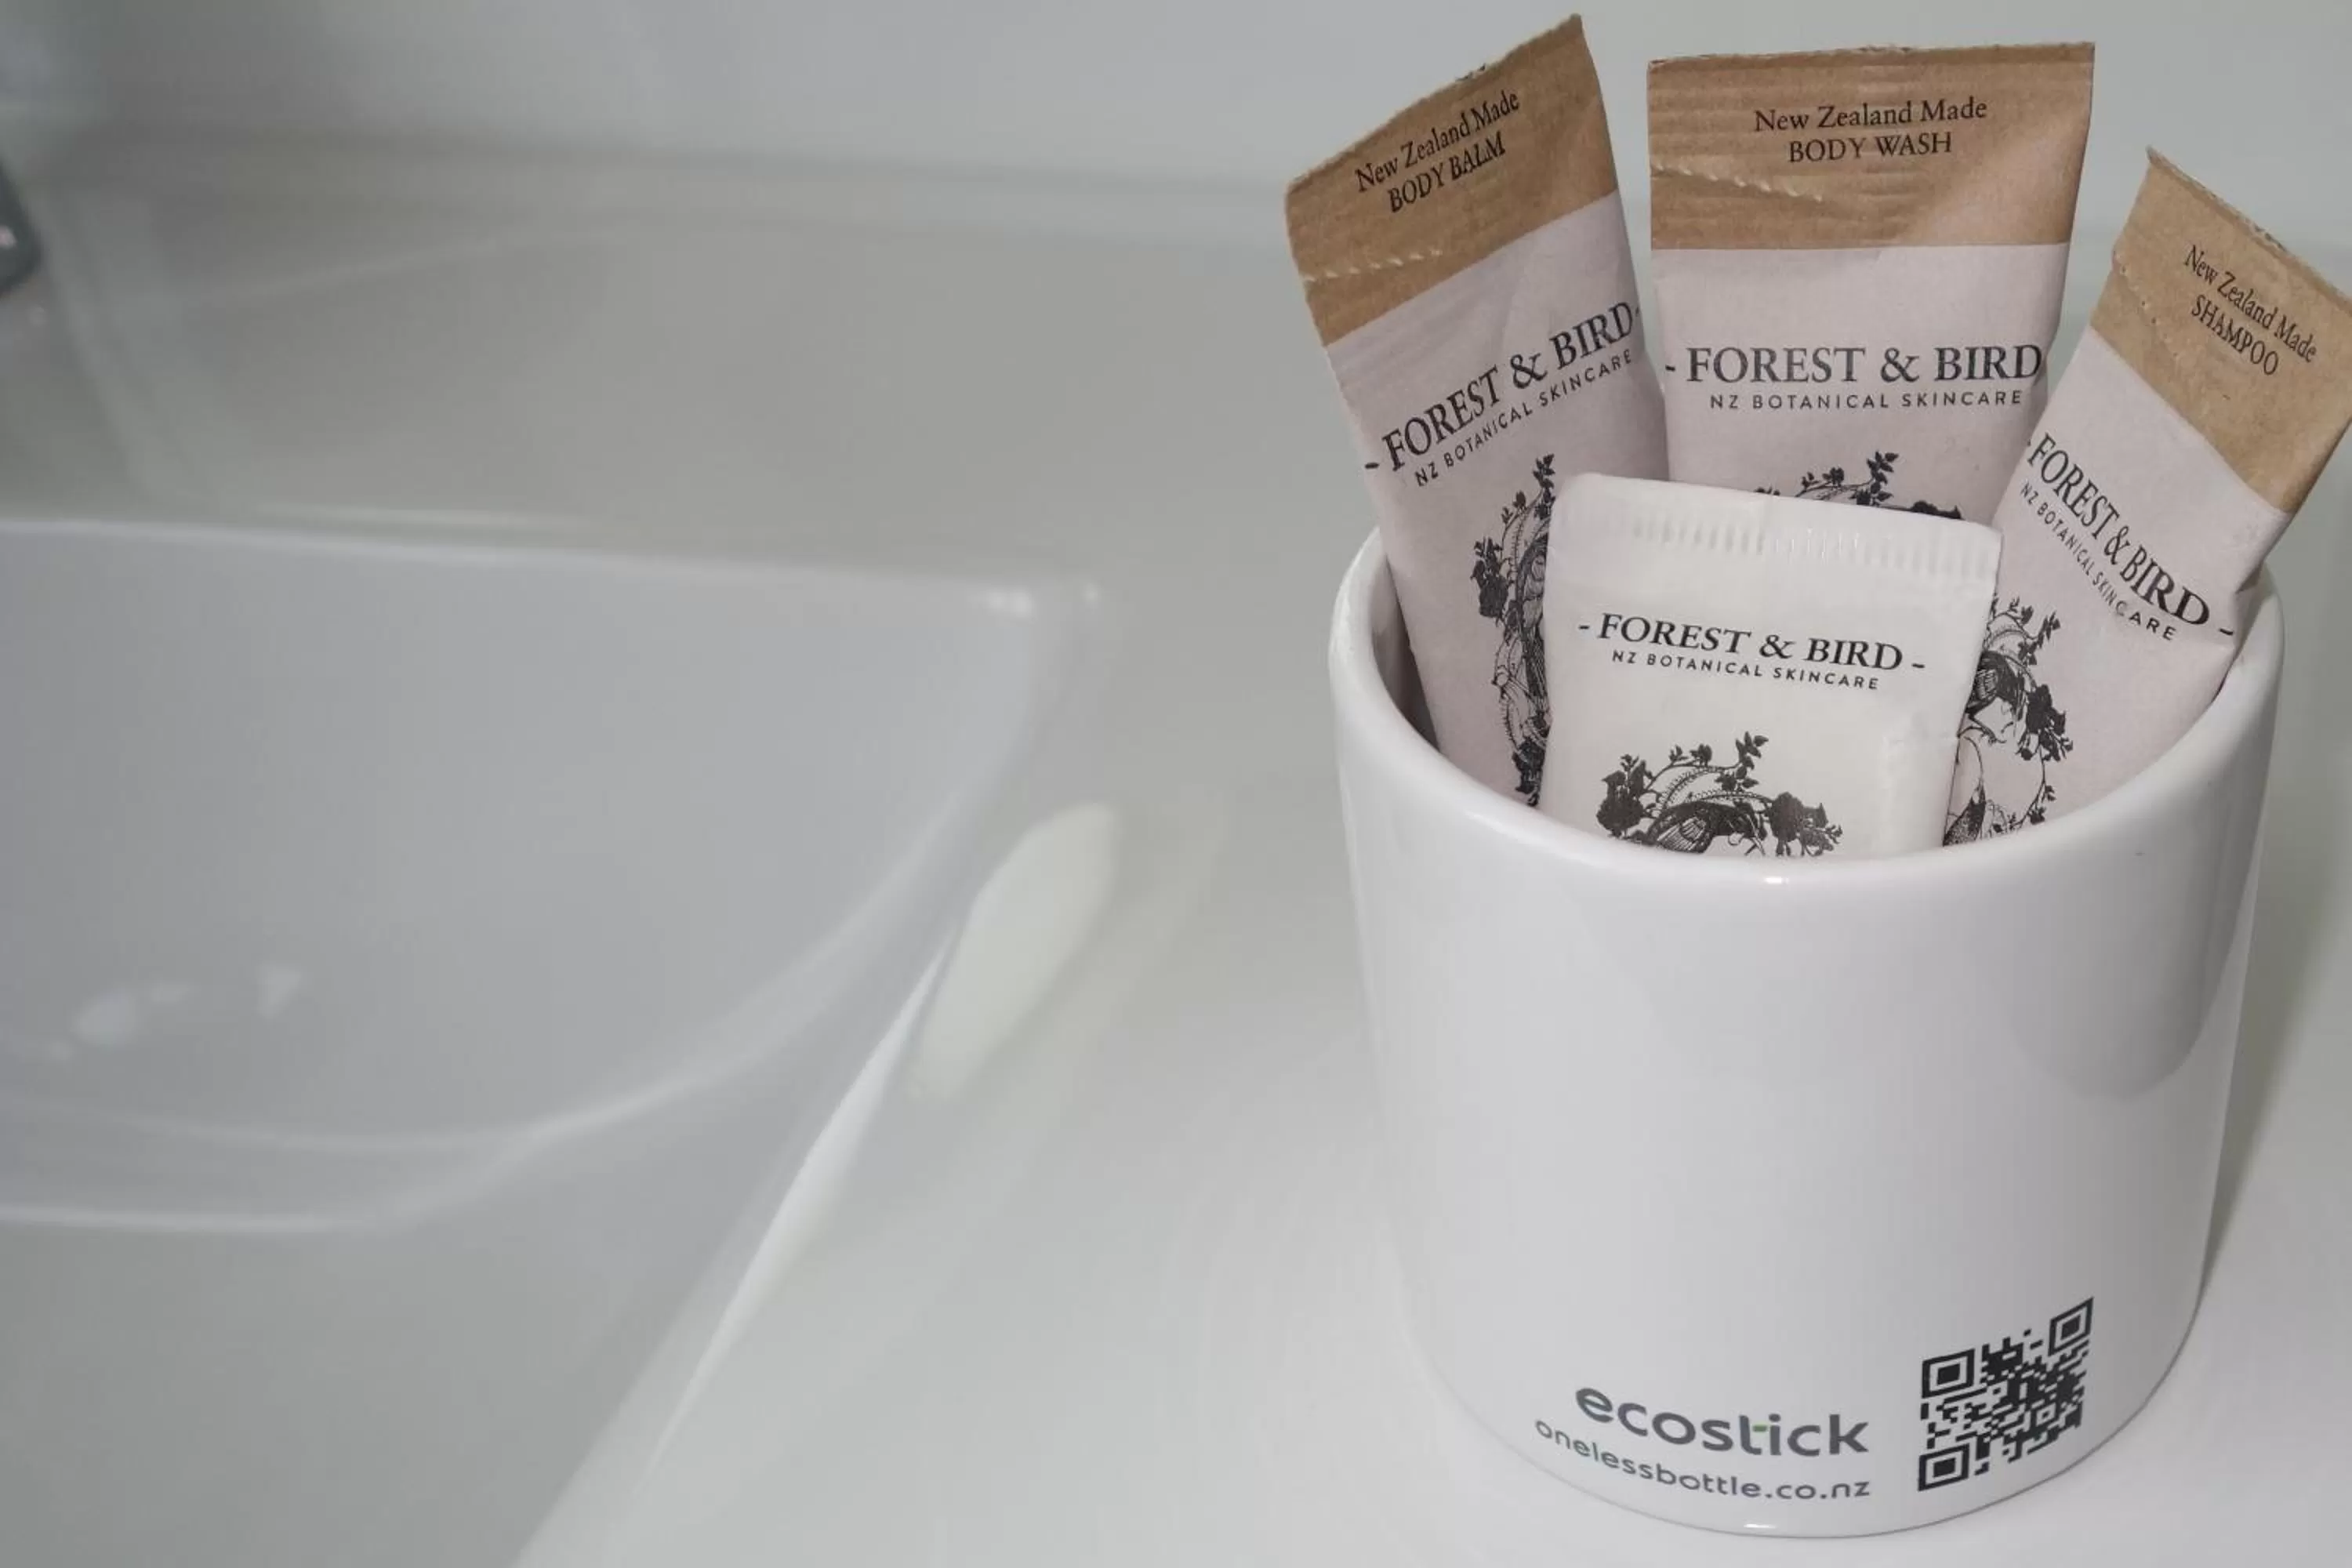 New Zealand Made
BODY BALM
- FOREST & BIRD -
NZ BOTANICAL SKINCARE
New Zealand Made
BODY WASH
- FOREST & BIRD
NZ BOTANICAL SKINCARE
New Zealand Made
SHAMPOO
- FOREST & BIRD -
NZ BOTANICAL SKINCARE
- FOREST & BIRD -
NZ BOTANICAL SKINCARE
ecostick
onelessbottle.co.nz